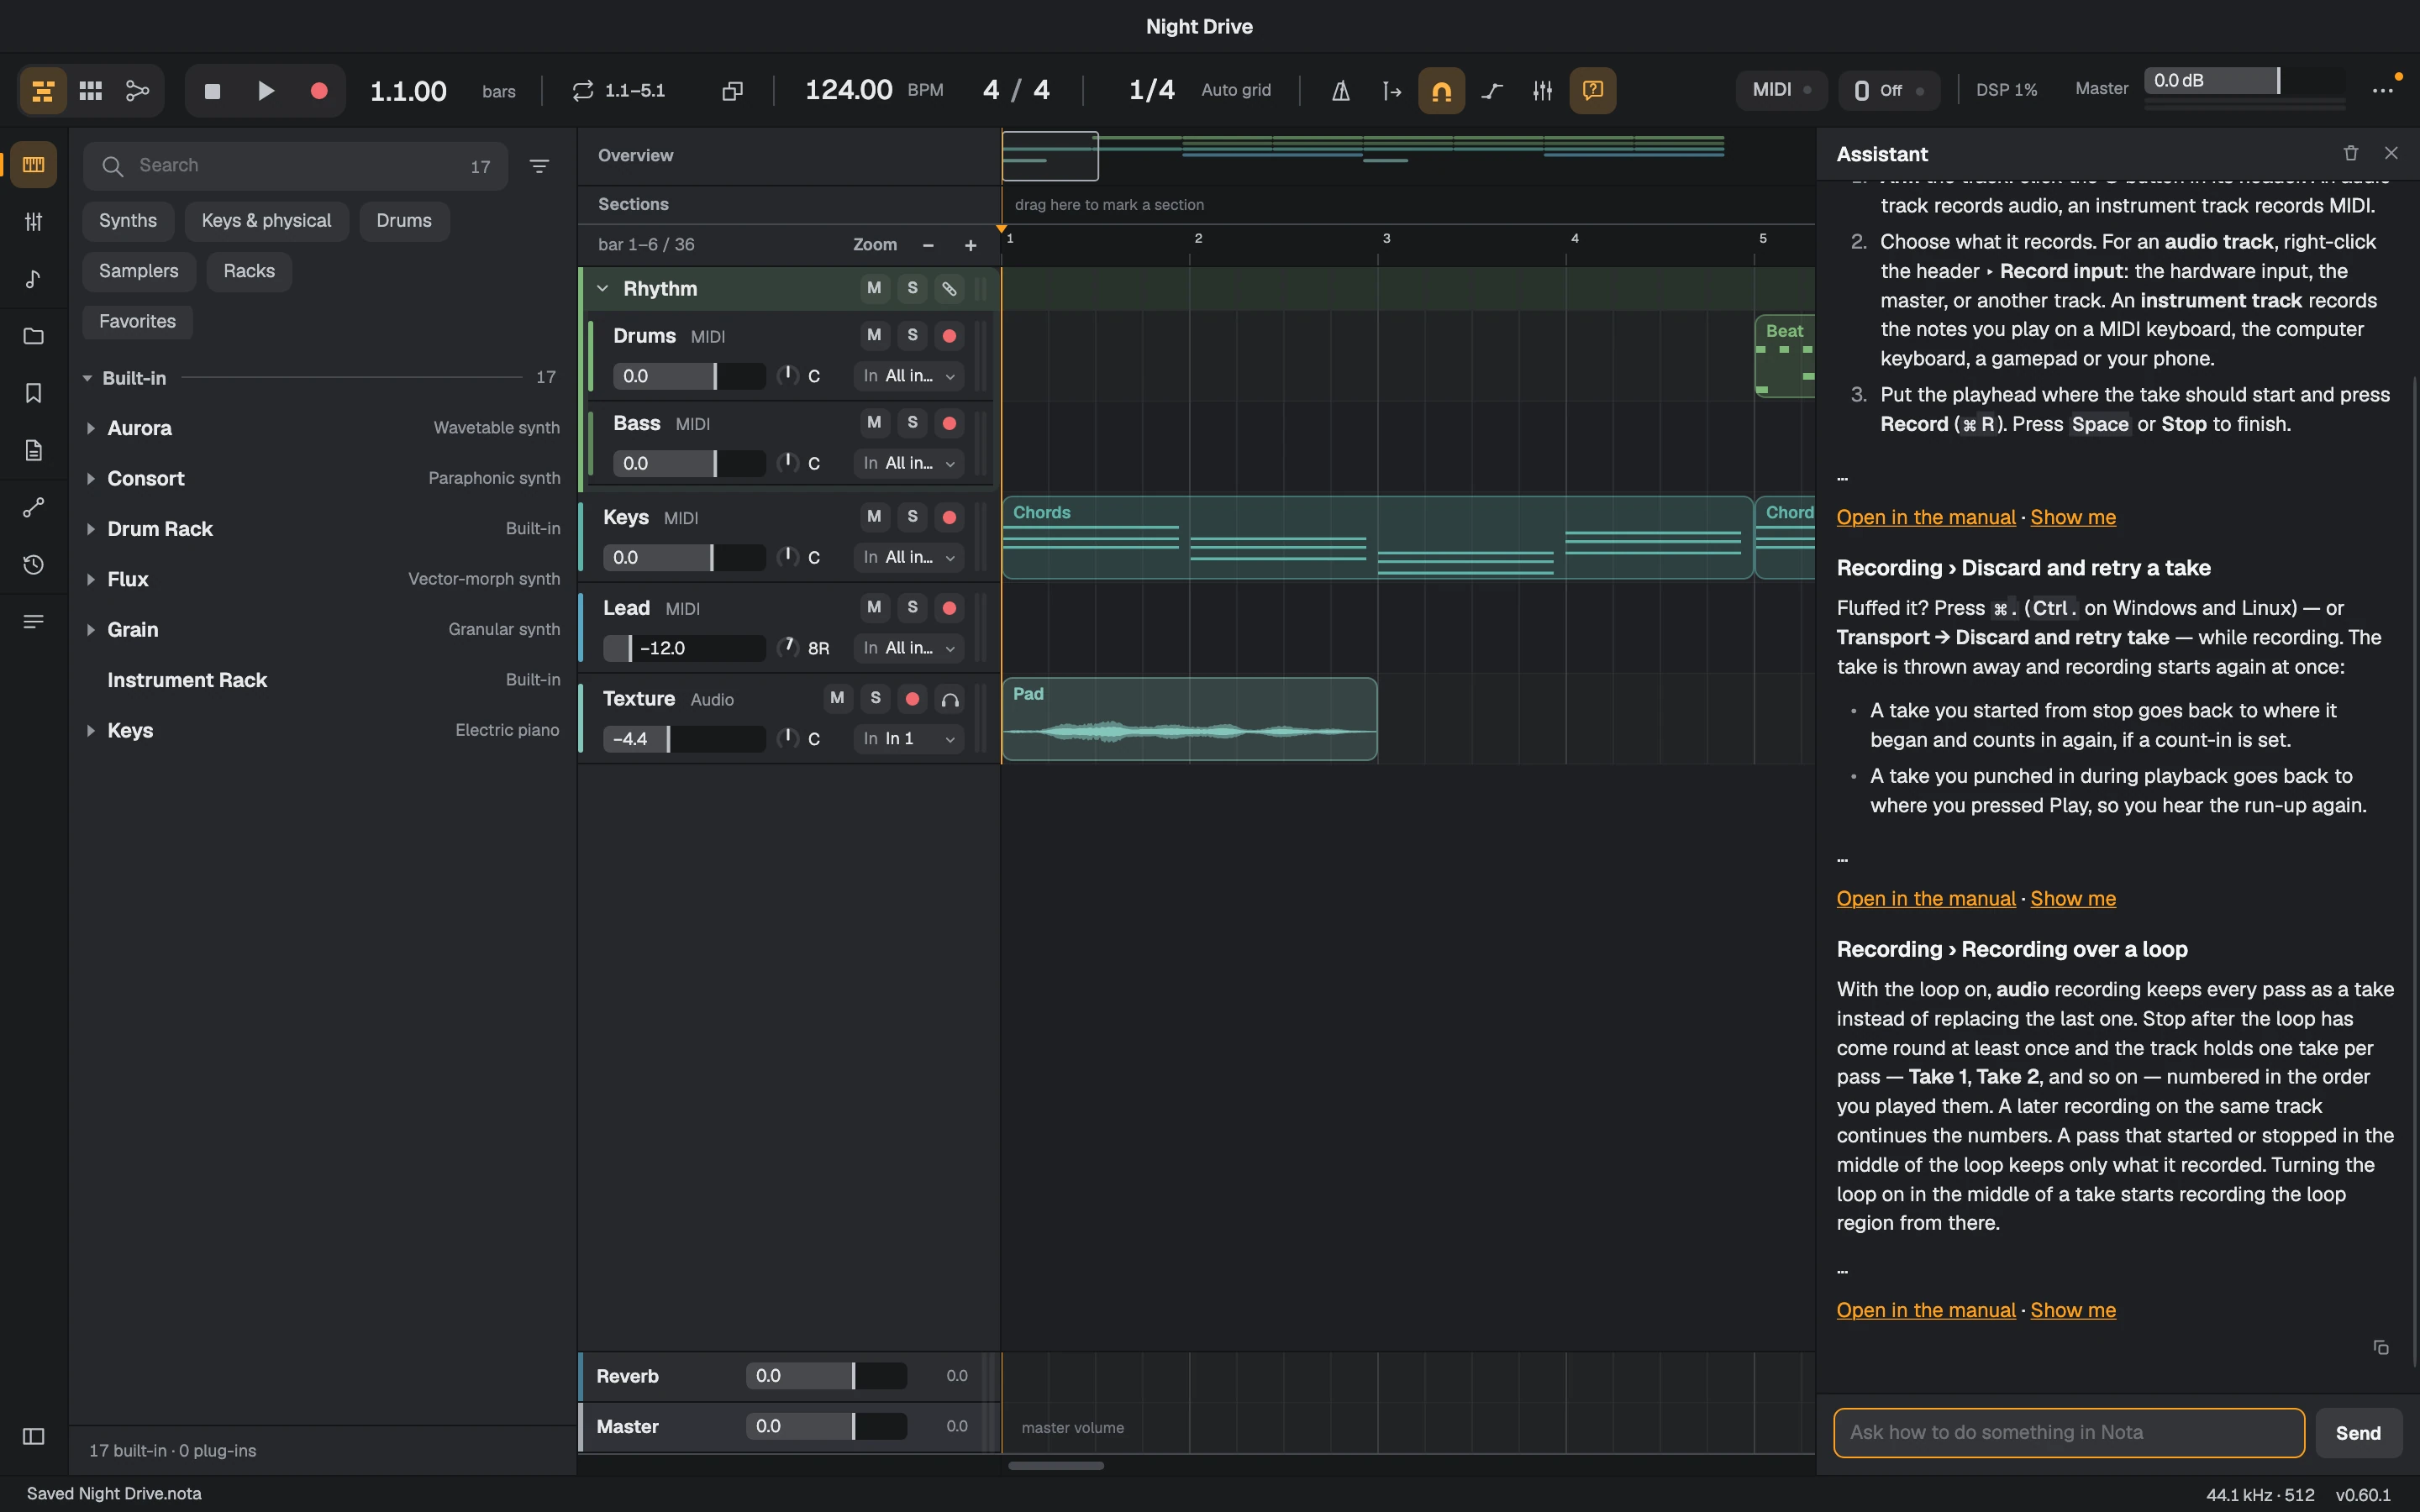 Night Drive
1.1.00 bars 1.1–5.1 124.00 BPM 4 / 4 1/4 Auto grid MIDI Off DSP 1% Master 0.0 dB
Search 17
Synths Keys & physical Drums
Samplers Racks
Favorites
Built-in 17
Aurora Wavetable synth
Consort Paraphonic synth
Drum Rack Built-in
Flux Vector-morph synth
Grain Granular synth
Instrument Rack Built-in
Keys Electric piano
17 built-in · 0 plug-ins
Overview
Sections drag here to mark a section
bar 1–6 / 36 Zoom − + 1 2 3 4 5
Rhythm M S
Drums MIDI M S
0.0 C In All in...
Beat
Bass MIDI M S
0.0 C In All in...
Keys MIDI M S
0.0 C In All in...
Chords Chord
Lead MIDI M S
-12.0 8R In All in...
Texture Audio M S
-4.4 C In In 1
Pad
Reverb 0.0 0.0
Master 0.0 0.0 master volume
Assistant
track records audio, an instrument track records MIDI.
2. Choose what it records. For an audio track, right-click
the header ‣ Record input: the hardware input, the
master, or another track. An instrument track records
the notes you play on a MIDI keyboard, the computer
keyboard, a gamepad or your phone.
3. Put the playhead where the take should start and press
Record (⌘ R). Press Space or Stop to finish.
...
Open in the manual · Show me
Recording › Discard and retry a take
Fluffed it? Press ⌘ . (Ctrl . on Windows and Linux) — or
Transport → Discard and retry take — while recording. The
take is thrown away and recording starts again at once:
• A take you started from stop goes back to where it
began and counts in again, if a count-in is set.
• A take you punched in during playback goes back to
where you pressed Play, so you hear the run-up again.
...
Open in the manual · Show me
Recording › Recording over a loop
With the loop on, audio recording keeps every pass as a take
instead of replacing the last one. Stop after the loop has
come round at least once and the track holds one take per
pass — Take 1, Take 2, and so on — numbered in the order
you played them. A later recording on the same track
continues the numbers. A pass that started or stopped in the
middle of the loop keeps only what it recorded. Turning the
loop on in the middle of a take starts recording the loop
region from there.
...
Open in the manual · Show me
Ask how to do something in Nota Send
Saved Night Drive.nota 44.1 kHz · 512 v0.60.1